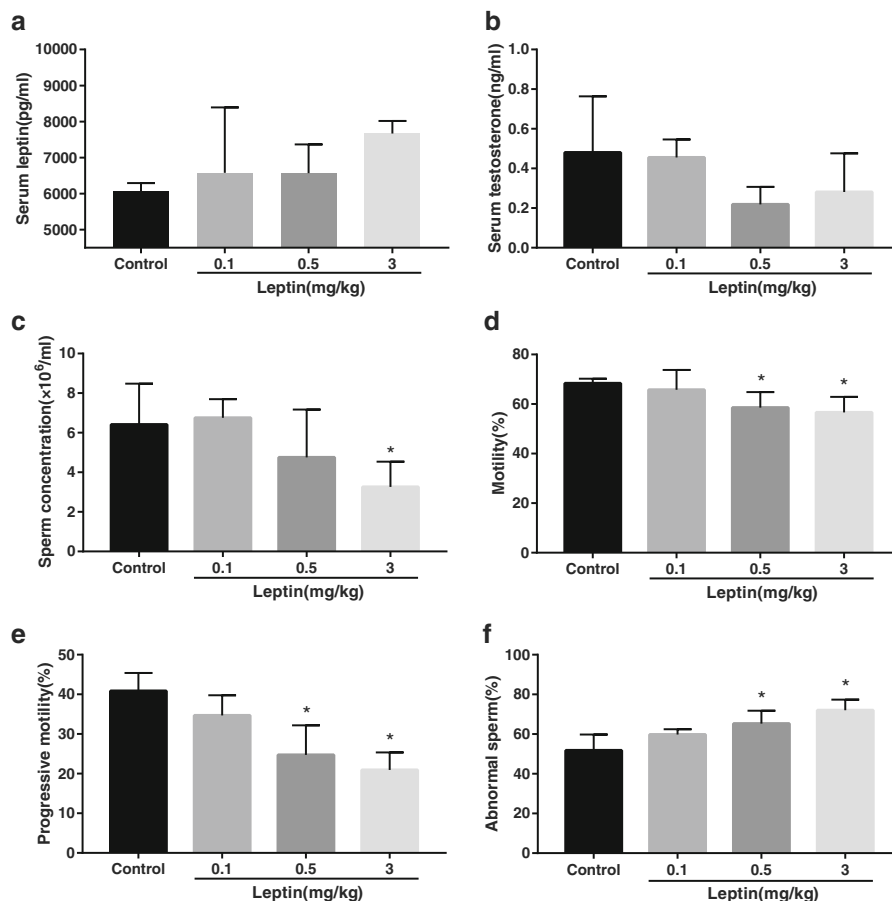 a
Serum leptin(pg/ml)
10000
9000
8000
7000
6000
5000
Control
0.1
0.5
3
Leptin(mg/kg)
b
Serum testosterone(ng/ml)
1.0
0.8
0.6
0.4
0.2
0.0
Control
0.1
0.5
3
Leptin(mg/kg)
c
Sperm concentration(×10⁶/ml)
10
8
6
4
2
0
*
Control
0.1
0.5
3
Leptin(mg/kg)
d
Motility(%)
80
60
40
20
0
*
*
Control
0.1
0.5
3
Leptin(mg/kg)
e
Progressive motility(%)
50
40
30
20
10
0
*
*
Control
0.1
0.5
3
Leptin(mg/kg)
f
Abnormal sperm(%)
100
80
60
40
20
0
*
*
Control
0.1
0.5
3
Leptin(mg/kg)